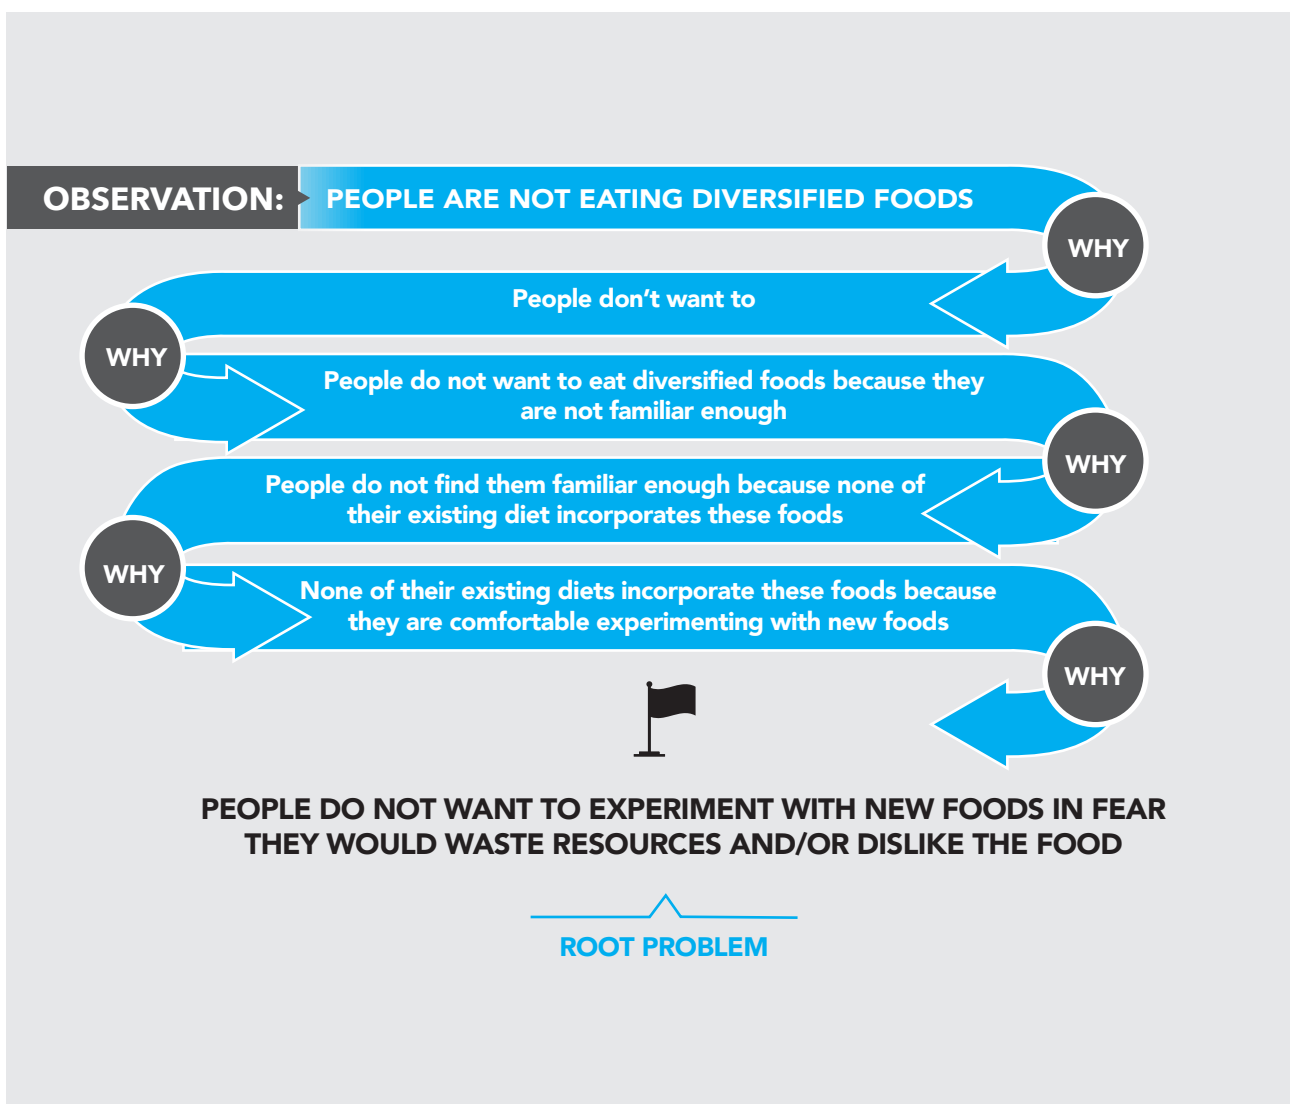 OBSERVATION: PEOPLE ARE NOT EATING DIVERSIFIED FOODS
WHY
People don't want to
WHY
People do not want to eat diversified foods because they
are not familiar enough
WHY
People do not find them familiar enough because none of
their existing diet incorporates these foods
WHY
None of their existing diets incorporate these foods because
they are comfortable experimenting with new foods
WHY
PEOPLE DO NOT WANT TO EXPERIMENT WITH NEW FOODS IN FEAR
THEY WOULD WASTE RESOURCES AND/OR DISLIKE THE FOOD
ROOT PROBLEM